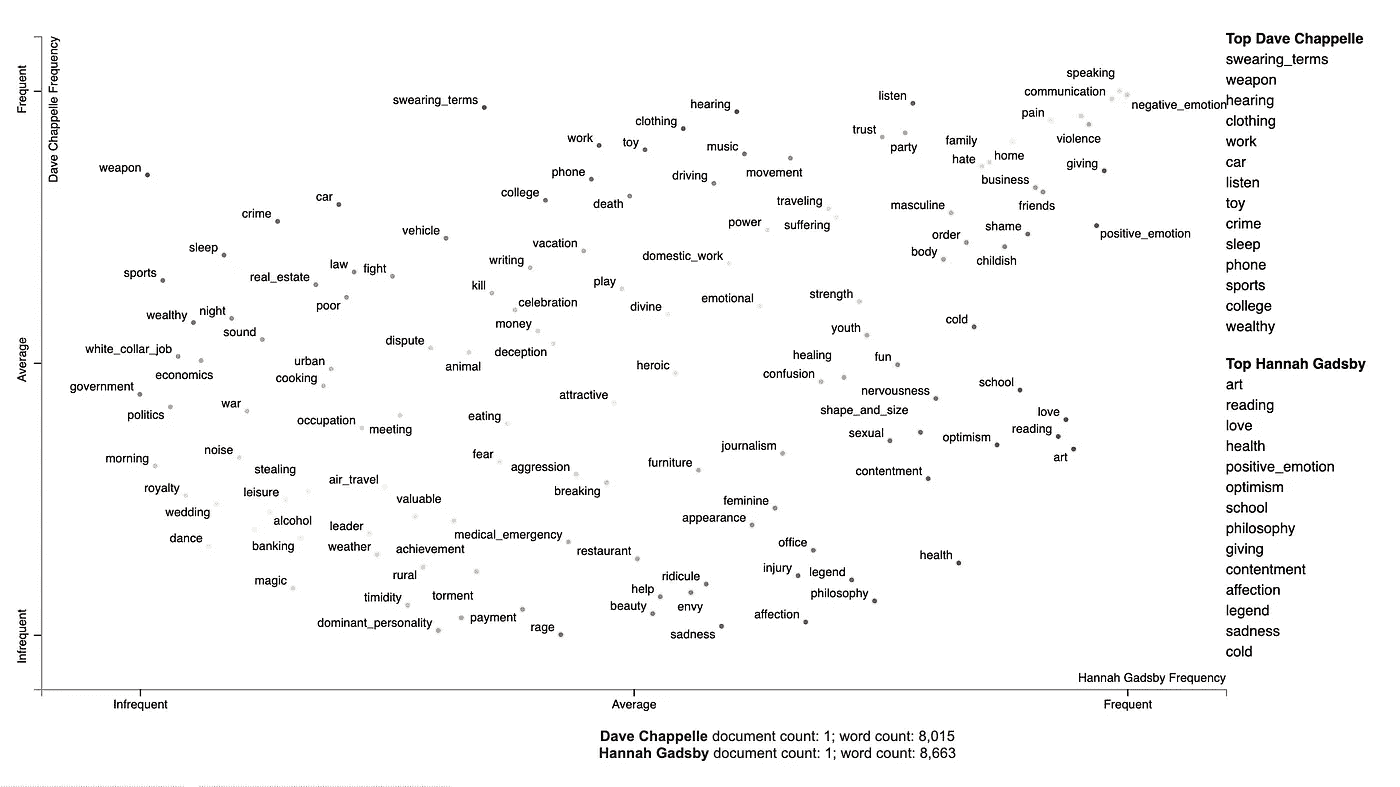 Top Dave Chappelle
swearing_terms
weapon
hearing
clothing
work
car
listen
toy
crime
sleep
phone
sports
college
wealthy
Top Hannah Gadsby
art
reading
love
health
positive_emotion
optimism
school
philosophy
giving
contentment
affection
legend
sadness
cold
Dave Chappelle Frequency
Frequent
Average
Infrequent
speaking
communication
negative_emotion
swearing_terms
hearing
listen
pain
clothing
trust
violence
work
toy
music
party
family
hate
home
giving
weapon
phone
driving
movement
business
college
death
traveling
masculine
friends
car
crime
power
suffering
shame
positive_emotion
vehicle
order
sleep
vacation
body
childish
writing
domestic_work
sports
real_estate
law
fight
kill
play
celebration
divine
emotional
strength
poor
wealthy
night
sound
money
youth
cold
white_collar_job
dispute
deception
animal
healing
fun
economics
urban
cooking
heroic
confusion
government
nervousness
school
politics
war
attractive
shape_and_size
love
occupation
meeting
eating
sexual
optimism
reading
art
noise
journalism
morning
stealing
fear
aggression
furniture
contentment
air_travel
royalty
leisure
valuable
breaking
feminine
wedding
alcohol
leader
appearance
dance
banking
weather
achievement
medical_emergency
restaurant
office
health
magic
rural
ridicule
injury
legend
timidity
torment
help
philosophy
beauty
envy
dominant_personality
payment
rage
affection
sadness
Hannah Gadsby Frequency
Infrequent
Average
Frequent
Dave Chappelle document count: 1; word count: 8,015
Hannah Gadsby document count: 1; word count: 8,663